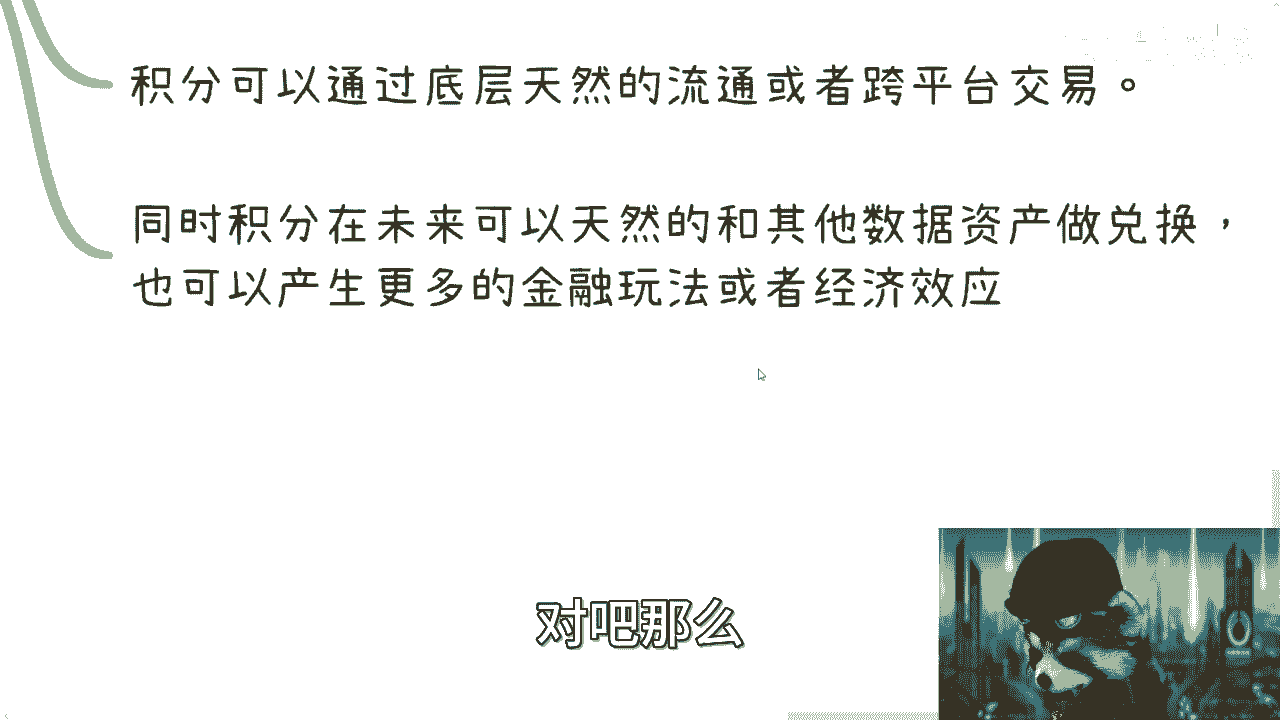 积分可以通过底层天然的流通或者跨平台交易。
同时积分在未来可以天然的和其他数据资产做兑换，
也可以产生更多的金融玩法或者经济效应
对吧那么